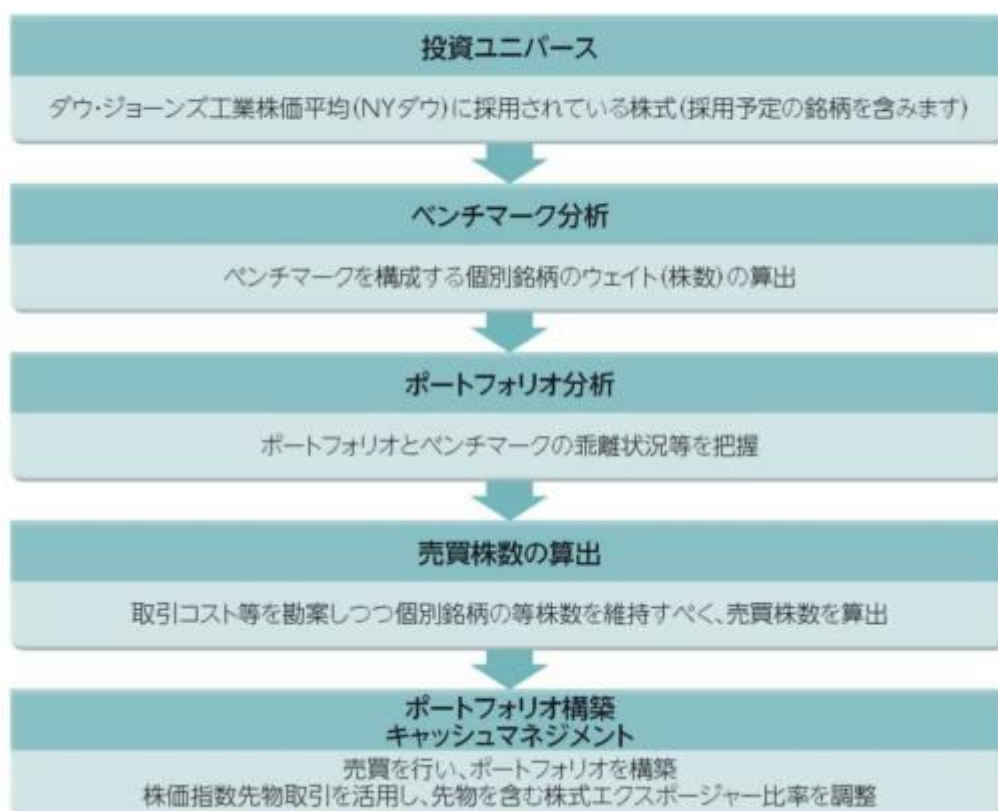 投資ユニバース
ダウ・ジョーンズ工業株価平均(NYダウ)に採用されている株式(採用予定の銘柄を含みます)
ベンチマーク分析
ベンチマークを構成する個別銘柄のウェイト(株数)の算出
ポートフォリオ分析
ポートフォリオとベンチマークの乖離状況等を把握
売買株数の算出
取引コスト等を勘案しつつ個別銘柄の等株数を維持すべく、売買株数を算出
ポートフォリオ構築
キャッシュマネジメント
売買を行い、ポートフォリオを構築
株価指数先物取引を活用し、先物を含む株式エクスポージャー比率を調整